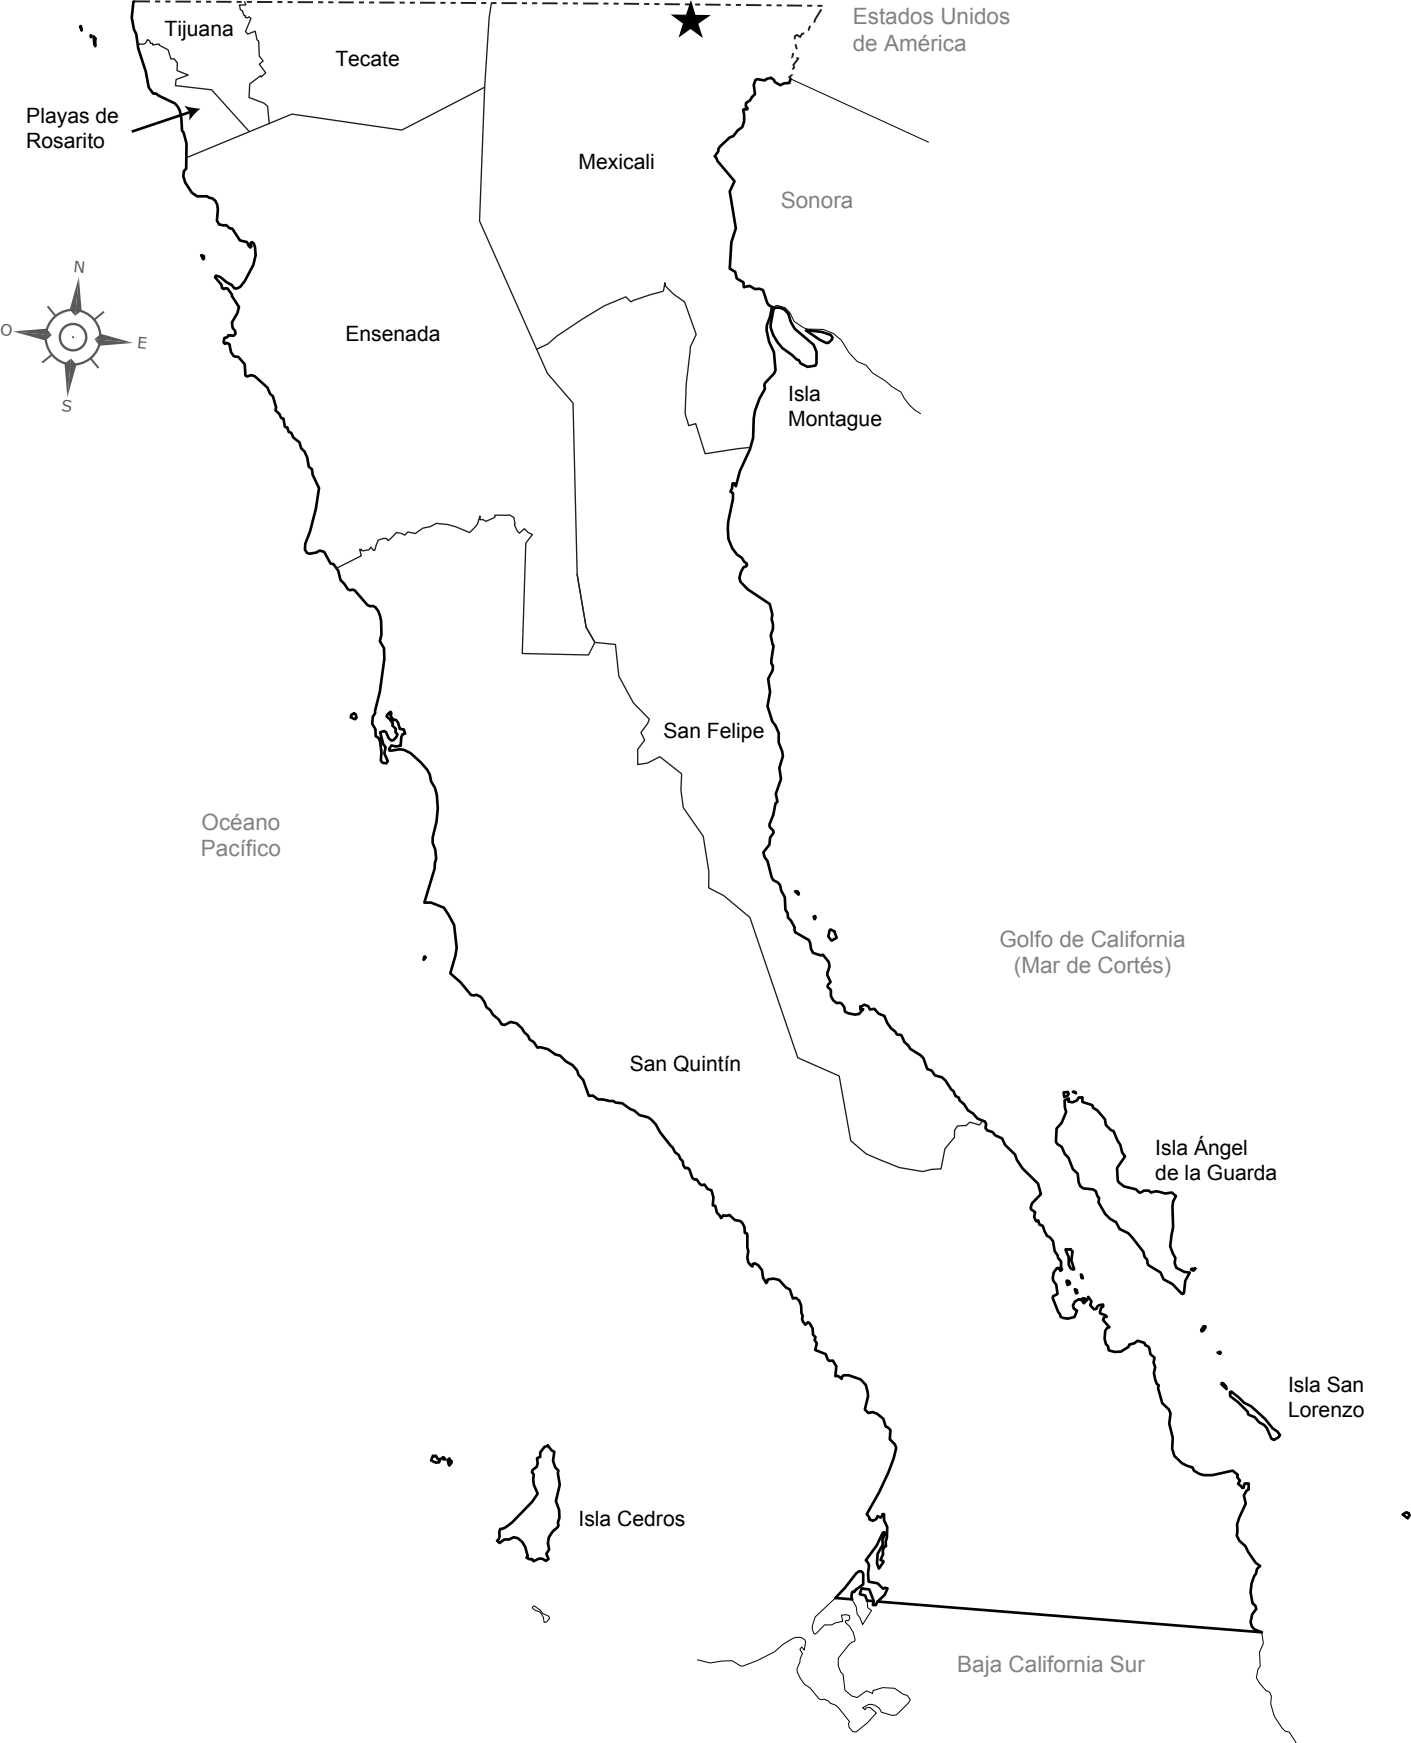 Estados Unidos
de América
Tijuana
Tecate
Playas de
Rosarito
Mexicali
Sonora
N
O
E
S
Ensenada
Isla
Montague
San Felipe
Océano
Pacífico
Golfo de California
(Mar de Cortés)
San Quintín
Isla Ángel
de la Guarda
Isla San
Lorenzo
Isla Cedros
Baja California Sur